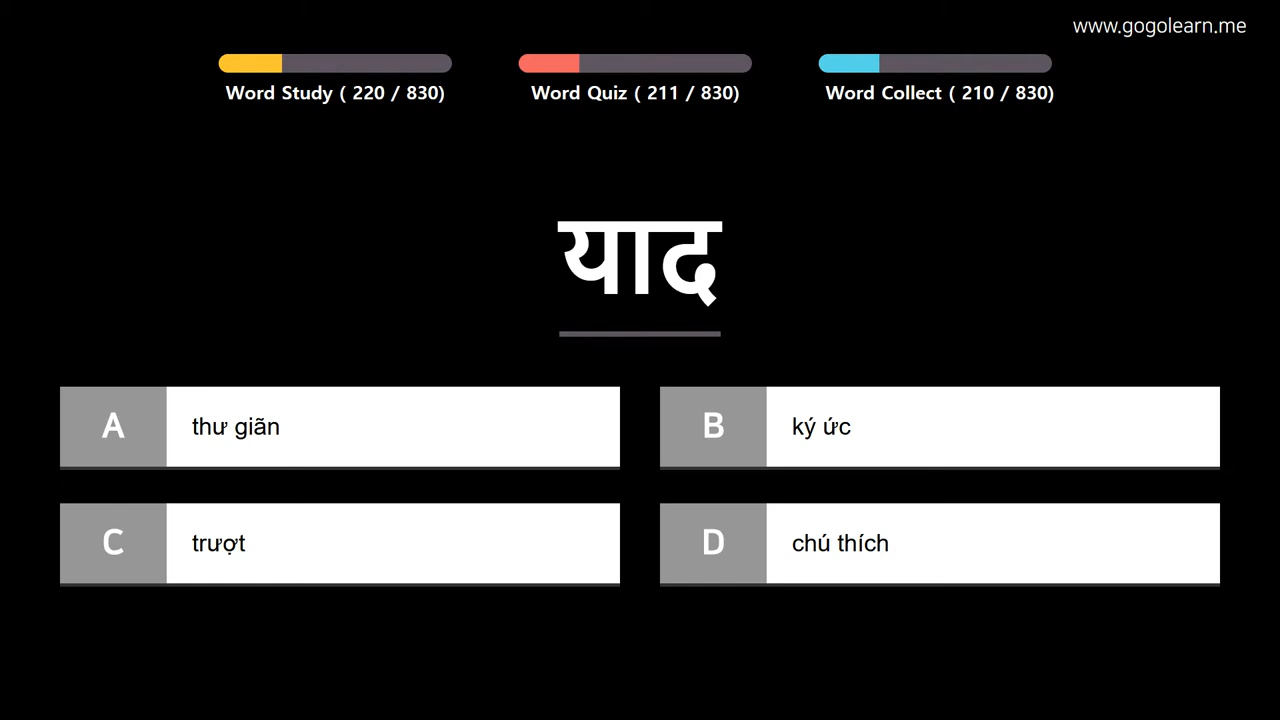 www.gogolearn.me
Word Study ( 220 / 830)
Word Quiz ( 211 / 830)
Word Collect ( 210 / 830)
याद
A thư giãn
B ký ức
C trượt
D chú thích